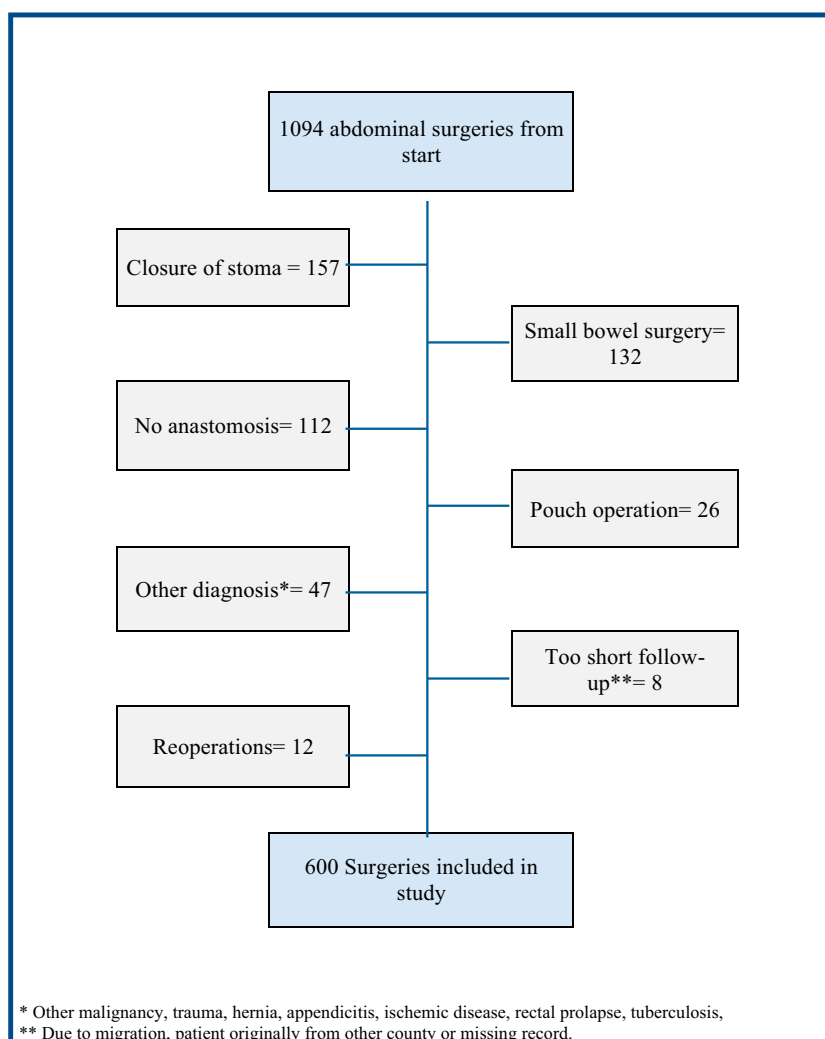 1094 abdominal surgeries from
start
Closure of stoma = 157
Small bowel surgery=
132
No anastomosis= 112
Pouch operation= 26
Other diagnosis*= 47
Too short follow-
up**= 8
Reoperations= 12
600 Surgeries included in
study
* Other malignancy, trauma, hernia, appendicitis, ischemic disease, rectal prolapse, tuberculosis,
** Due to migration, patient originally from other county or missing record.